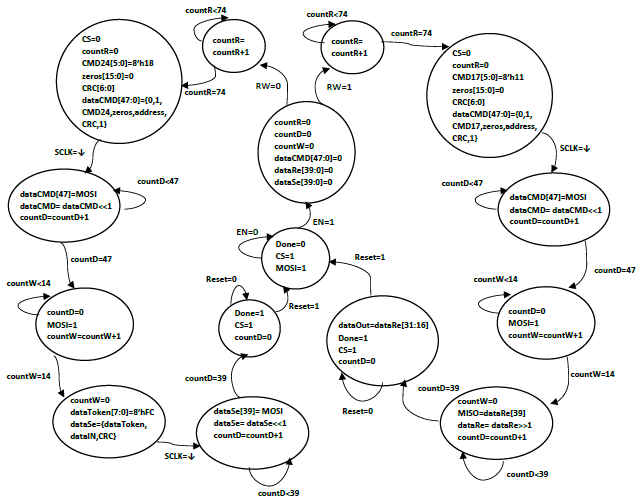 countR<74
countR=
countR+1
countR=74
RW=0
countR<74
countR=
countR+1
countR=74
RW=1
CS=0
countR=0
CMD24[5:0]=8'h18
zeros[15:0]=0
CRC[6:0]
dataCMD[47:0]={0,1,
CMD24,zeros,address,
CRC,1}
SCLK=↓
CS=0
countR=0
CMD17[5:0]=8'h11
zeros[15:0]=0
CRC[6:0]
dataCMD[47:0]={0,1,
CMD17,zeros,address,
CRC,1}
SCLK=↓
countR=0
countD=0
countW=0
dataCMD[47:0]=0
dataRe[39:0]=0
dataSe[39:0]=0
EN=1
EN=0
Done=0
CS=1
MOSI=1
countD<47
dataCMD[47]=MOSI
dataCMD= dataCMD<<1
countD=countD+1
countD=47
countD<47
dataCMD[47]=MOSI
dataCMD= dataCMD<<1
countD=countD+1
countD=47
countW<14
countD=0
MOSI=1
countW=countW+1
countW=14
countW<14
countD=0
MOSI=1
countW=countW+1
countW=14
Reset=0
Done=1
CS=1
countD=0
Reset=1
Reset=1
dataOut=dataRe[31:16]
Done=1
CS=1
countD=0
Reset=0
countW=0
dataToken[7:0]=8'hFC
dataSe={dataToken,
dataIN,CRC}
SCLK=↓
countD=39
dataSe[39]= MOSI
dataSe= dataSe<<1
countD=countD+1
countD<39
countD=39
countW=0
MISO=dataRe[39]
dataRe= dataRe>>1
countD=countD+1
countD<39